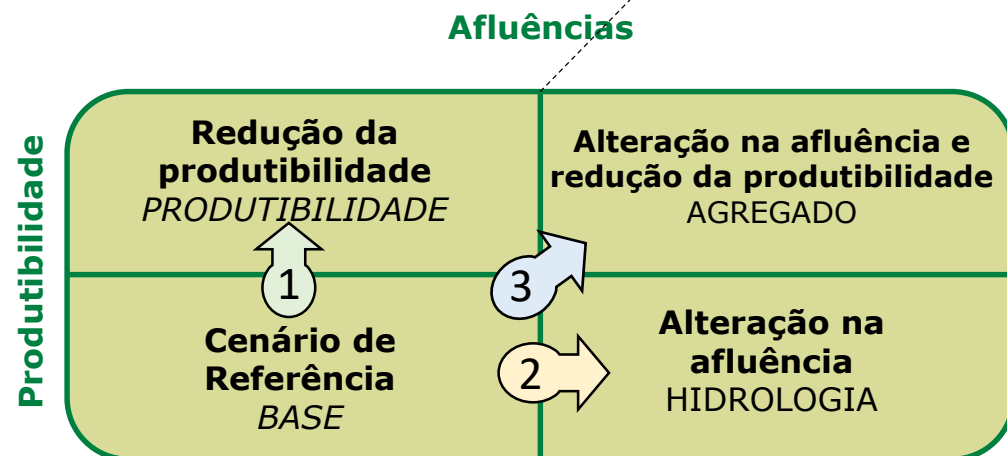 Afluências
Produtibilidade
Redução da
produtibilidade
PRODUTIBILIDADE
Alteração na afluência e
redução da produtibilidade
AGREGADO
1
3
Cenário de
Referência
BASE
2
Alteração na
afluência
HIDROLOGIA